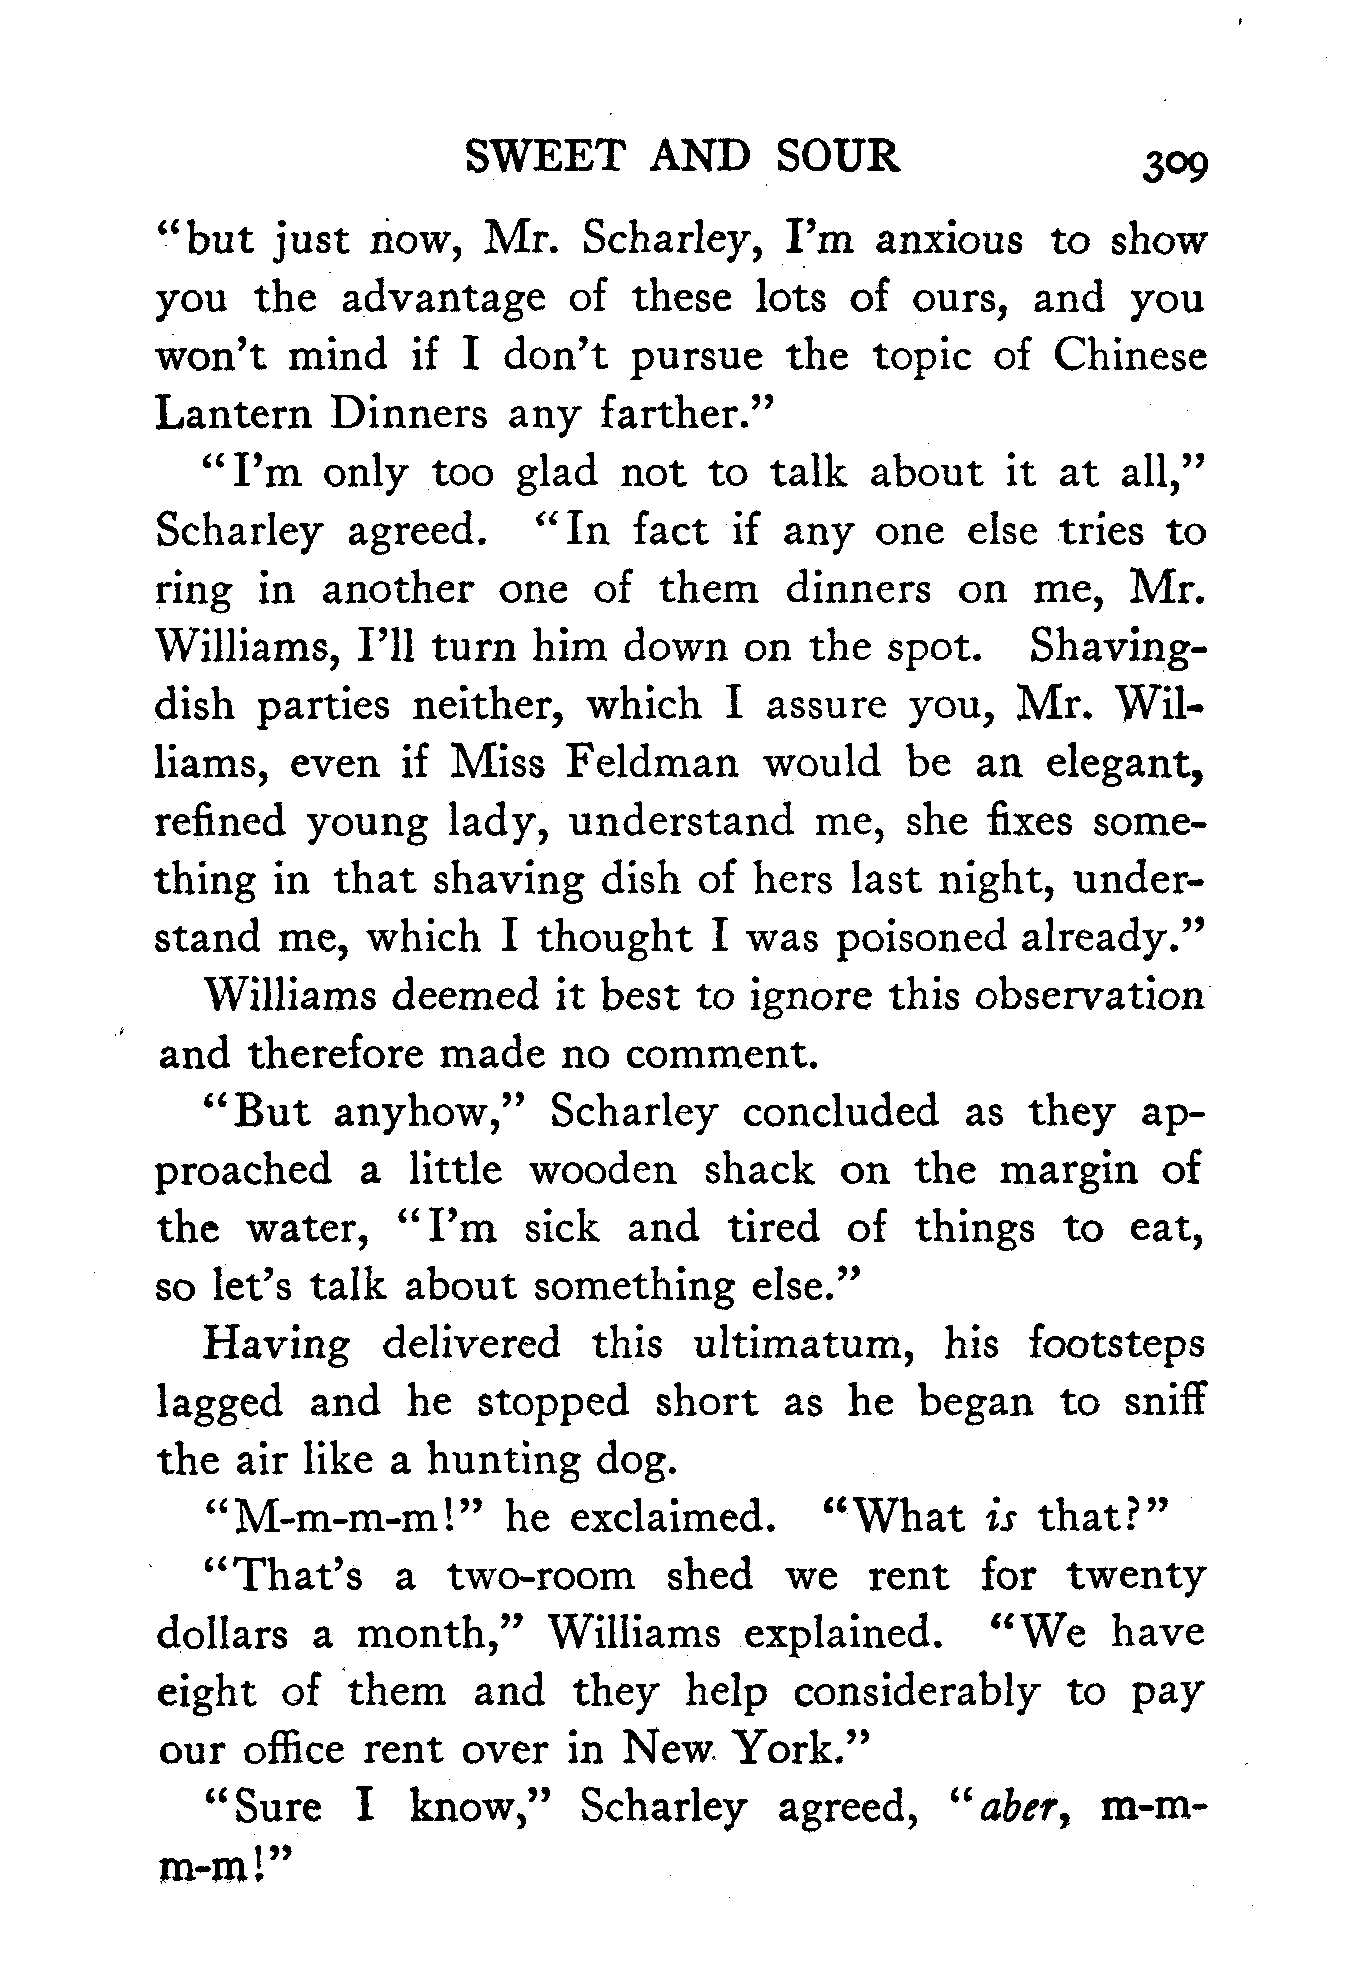 SWEET AND SOUR 309
“but just now, Mr. Scharley, I’m anxious to show
you the advantage of these lots of ours, and you
won’t mind if I don’t pursue the topic of Chinese
Lantern Dinners any farther.”
“I’m only too glad not to talk about it at all,”
Scharley agreed. “In fact if any one else tries to
ring in another one of them dinners on me, Mr.
Williams, I’ll turn him down on the spot. Shaving-
dish parties neither, which I assure you, Mr. Wil-
liams, even if Miss Feldman would be an elegant,
refined young lady, understand me, she fixes some-
thing in that shaving dish of hers last night, under-
stand me, which I thought I was poisoned already.”
Williams deemed it best to ignore this observation
and therefore made no comment.
“But anyhow,” Scharley concluded as they ap-
proached a little wooden shack on the margin of
the water, “I’m sick and tired of things to eat,
so let’s talk about something else.”
Having delivered this ultimatum, his footsteps
lagged and he stopped short as he began to sniff
the air like a hunting dog.
“M-m-m-m!” he exclaimed. “What is that?”
“That’s a two-room shed we rent for twenty
dollars a month,” Williams explained. “We have
eight of them and they help considerably to pay
our office rent over in New York.”
“Sure I know,” Scharley agreed, “aber, m-m-
m-m!”